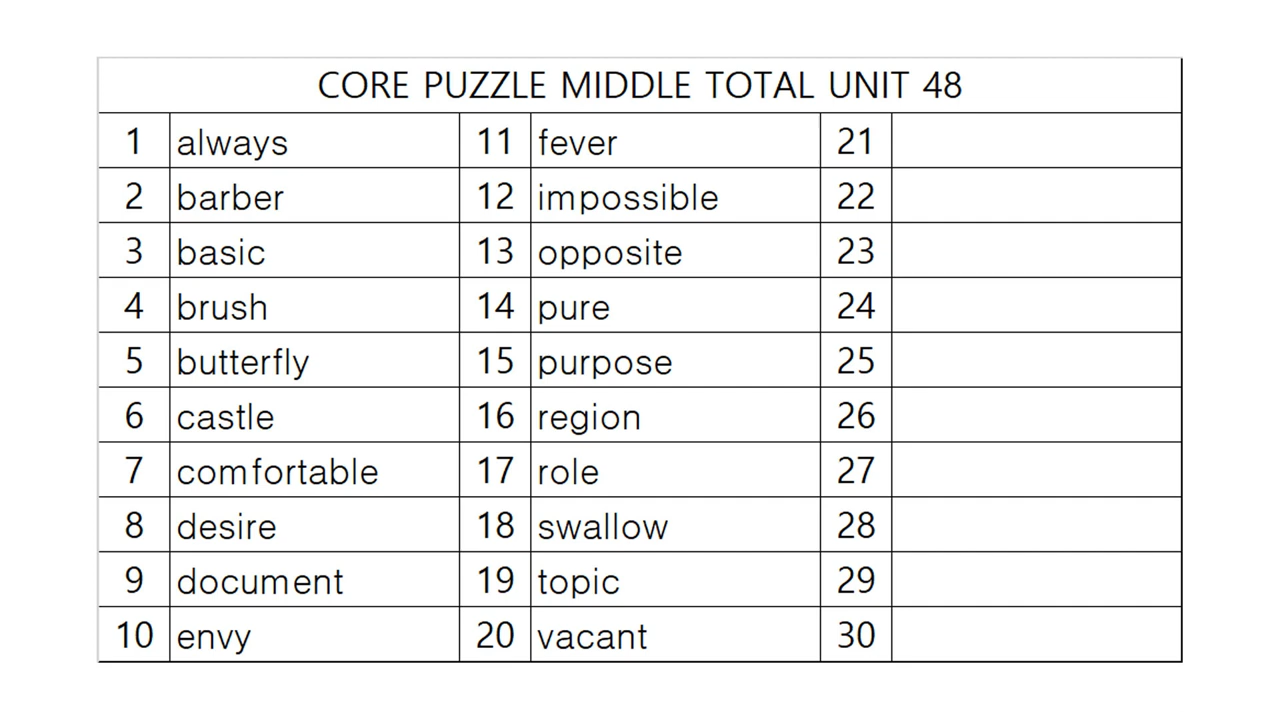 CORE PUZZLE MIDDLE TOTAL UNIT 48
1 always 11 fever 21
2 barber 12 impossible 22
3 basic 13 opposite 23
4 brush 14 pure 24
5 butterfly 15 purpose 25
6 castle 16 region 26
7 comfortable 17 role 27
8 desire 18 swallow 28
9 document 19 topic 29
10 envy 20 vacant 30